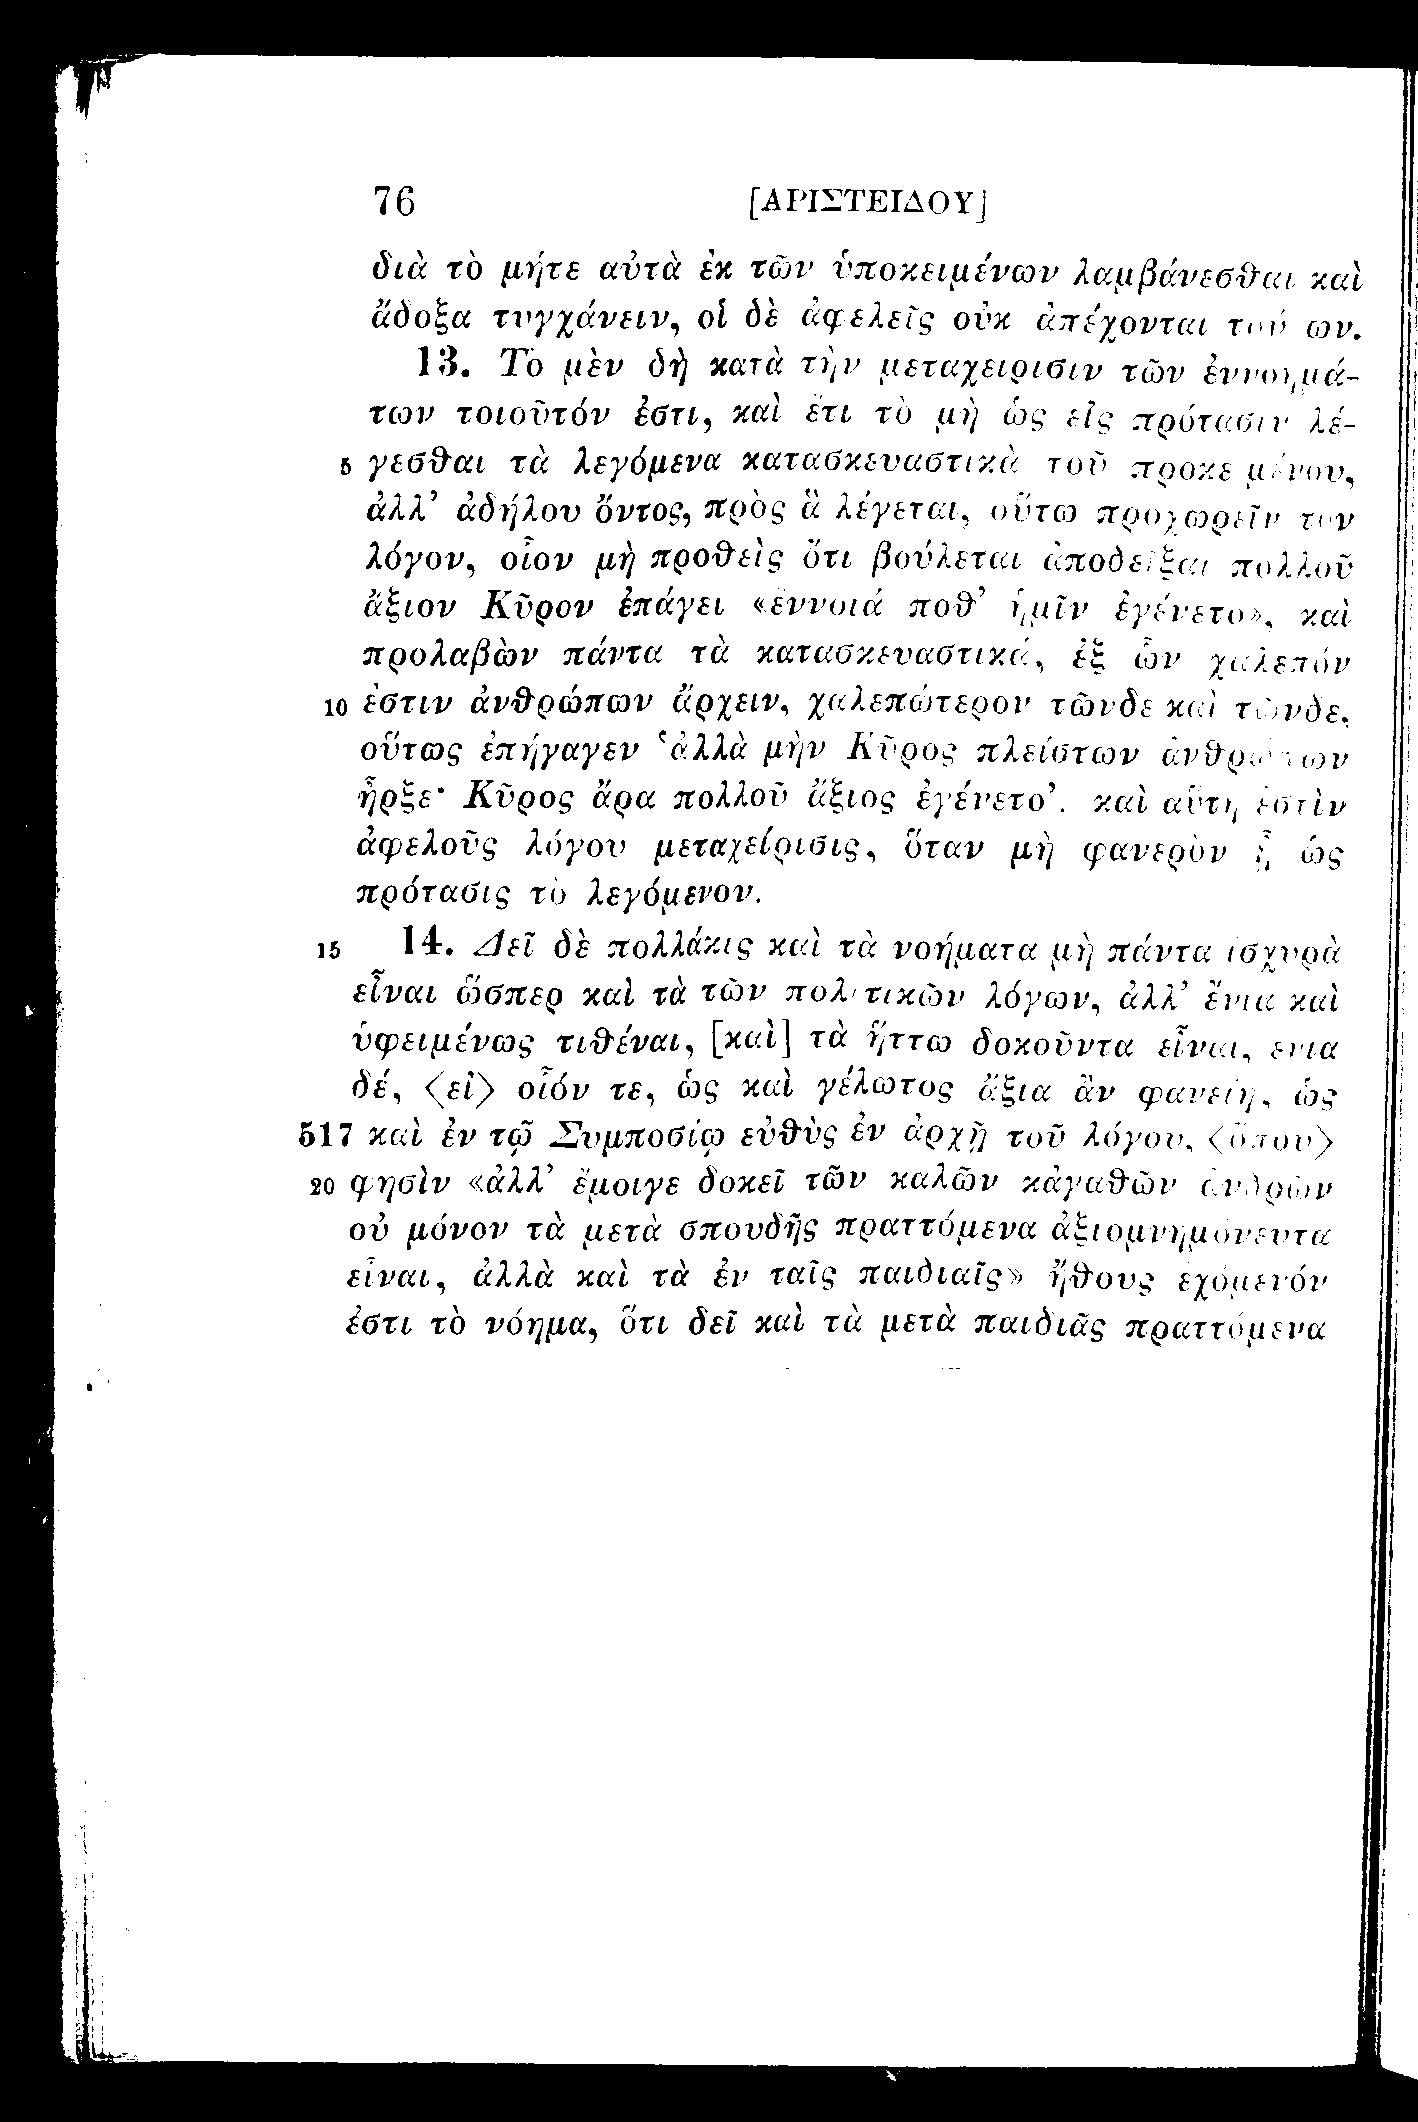 76 [ΑΡΙΣΤΕΙΔΟΥ]
διὰ τὸ μήτε αὐτὰ ἐκ τῶν ὑποκειμένων λαμβάνεσθαι καὶ
ἄδοξα τυγχάνειν, οἱ δὲ ἀφελεῖς οὐκ ἀπέχονται
13. Τὸ μὲν δὴ κατὰ τὴν μεταχείρισιν τῶν ἐννοημά-
των τοιοῦτόν ἐστι, καὶ ἔτι τὸ μὴ ὡς εἰς πρότασιν λέ-
5 γεσθαι τὰ λεγόμενα κατασκευαστικὰ τοῦ προκειμένου,
ἀλλ’ ἀδήλου ὄντος, πρὸς ἃ λέγεται, οὕτω προχωρεῖν τὸν
λόγον, οἷον μὴ προθεὶς ὅτι βούλεται ἀποδεῖξαι πολλοῦ
ἄξιον Κῦρον ἐπάγει «ἔννοιά ποθ’ ἡμῖν ἐγένετο», καὶ
προλαβὼν πάντα τὰ κατασκευαστικά, ἐξ ὧν χαλεπόν
10 ἐστιν ἀνθρώπων ἄρχειν, χαλεπώτερον τῶνδε καὶ τῶνδε,
οὕτως ἐπήγαγεν ‘ἀλλὰ μὴν Κῦρος πλείστων ἀνθρώπων
ἦρξε· Κῦρος ἄρα πολλοῦ ἄξιος ἐγένετο’. καὶ αὕτη ἐστὶν
ἀφελοῦς λόγου μεταχείρισις, ὅταν μὴ φανερὸν ᾖ ὡς
πρότασις τὸ λεγόμενον.
15 14. Δεῖ δὲ πολλάκις καὶ τὰ νοήματα μὴ πάντα ἰσχυρὰ
εἶναι ὥσπερ καὶ τὰ τῶν πολιτικῶν λόγων, ἀλλ’ ἔνια καὶ
ὑφειμένως τιθέναι, [καὶ] τὰ ἥττω δοκοῦντα εἶναι, ἔνια
δέ, 〈εἰ〉 οἷόν τε, ὡς καὶ γέλωτος ἄξια ἂν φανείη, ὡς
517 καὶ ἐν τῷ Συμποσίῳ εὐθὺς ἐν ἀρχῇ τοῦ λόγου, 〈ὅπου〉
20 φησὶν «ἀλλ’ ἔμοιγε δοκεῖ τῶν καλῶν κἀγαθῶν ἀνδρῶν
οὐ μόνον τὰ μετὰ σπουδῆς πραττόμενα ἀξιομνημόνευτα
εἶναι, ἀλλὰ καὶ τὰ ἐν ταῖς παιδιαῖς» ἤθους ἐχόμενόν
ἐστι τὸ νόημα, ὅτι δεῖ καὶ τὰ μετὰ παιδιᾶς πραττόμενα